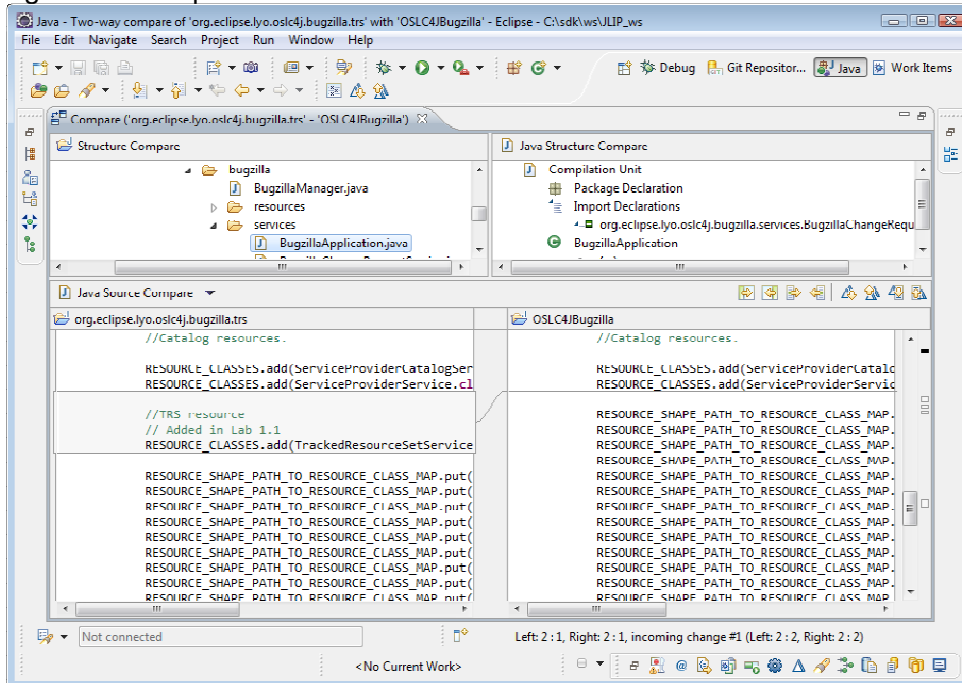 Java - Two-way compare of 'org.eclipse.lyo.oslc4j.bugzilla.trs' with 'OSLC4JBugzilla' - Eclipse - C:\sdk\ws\JLIP_ws
File Edit Navigate Search Project Run Window Help
Debug Git Repositor... Java Work Items
Compare ('org.eclipse.lyo.oslc4j.bugzilla.trs' - 'OSLC4JBugzilla')
Structure Compare
bugzilla
BugzillaManager.java
resources
services
BugzillaApplication.java
Java Structure Compare
Compilation Unit
Package Declaration
Import Declarations
org.eclipse.lyo.oslc4j.bugzilla.services.BugzillaChangeRequ
BugzillaApplication
Java Source Compare
org.eclipse.lyo.oslc4j.bugzilla.trs
//Catalog resources.
RESOURCE_CLASSES.add(ServiceProviderCatalogSer
RESOURCE_CLASSES.add(ServiceProviderService.cl
//TRS resource
// Added in Lab 1.1
RESOURCE_CLASSES.add(TrackedResourceSetService
RESOURCE_SHAPE_PATH_TO_RESOURCE_CLASS_MAP.put(
RESOURCE_SHAPE_PATH_TO_RESOURCE_CLASS_MAP.put(
RESOURCE_SHAPE_PATH_TO_RESOURCE_CLASS_MAP.put(
RESOURCE_SHAPE_PATH_TO_RESOURCE_CLASS_MAP.put(
RESOURCE_SHAPE_PATH_TO_RESOURCE_CLASS_MAP.put(
RESOURCE_SHAPE_PATH_TO_RESOURCE_CLASS_MAP.put(
RESOURCE_SHAPE_PATH_TO_RESOURCE_CLASS_MAP.put(
RESOURCE_SHAPE_PATH_TO_RESOURCE_CLASS_MAP.put(
RESOURCE_SHAPE_PATH_TO_RESOURCE_CLASS_MAP.put(
OSLC4JBugzilla
//Catalog resources.
RESOURCE_CLASSES.add(ServiceProviderCatalo
RESOURCE_CLASSES.add(ServiceProviderServic
RESOURCE_SHAPE_PATH_TO_RESOURCE_CLASS_MAP.
RESOURCE_SHAPE_PATH_TO_RESOURCE_CLASS_MAP.
RESOURCE_SHAPE_PATH_TO_RESOURCE_CLASS_MAP.
RESOURCE_SHAPE_PATH_TO_RESOURCE_CLASS_MAP.
RESOURCE_SHAPE_PATH_TO_RESOURCE_CLASS_MAP.
RESOURCE_SHAPE_PATH_TO_RESOURCE_CLASS_MAP.
RESOURCE_SHAPE_PATH_TO_RESOURCE_CLASS_MAP.
RESOURCE_SHAPE_PATH_TO_RESOURCE_CLASS_MAP.
RESOURCE_SHAPE_PATH_TO_RESOURCE_CLASS_MAP.
RESOURCE_SHAPE_PATH_TO_RESOURCE_CLASS_MAP.
RESOURCE_SHAPE_PATH_TO_RESOURCE_CLASS_MAP.
RESOURCE_SHAPE_PATH_TO_RESOURCE_CLASS_MAP.
RESOURCE_SHAPE_PATH_TO_RESOURCE_CLASS_MAP.
Not connected
Left: 2 : 1, Right: 2 : 1, incoming change #1 (Left: 2 : 2, Right: 2 : 2)
<No Current Work>